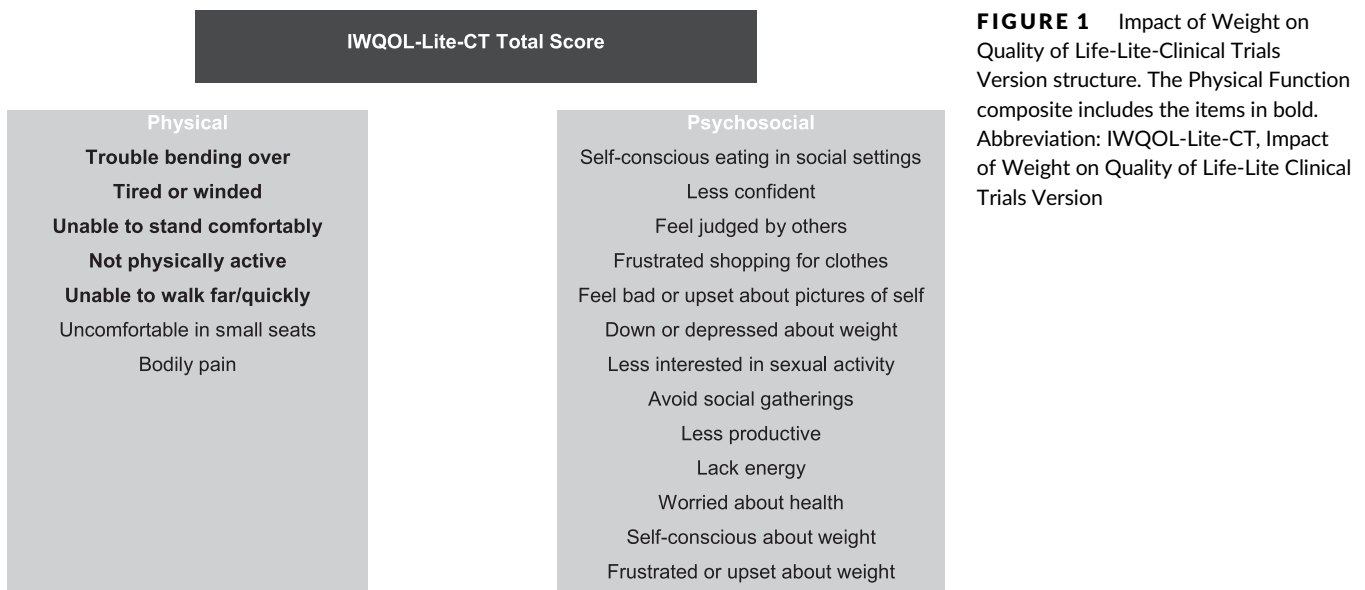 IWQOL-Lite-CT Total Score
Physical
Trouble bending over
Tired or winded
Unable to stand comfortably
Not physically active
Unable to walk far/quickly
Uncomfortable in small seats
Bodily pain
Psychosocial
Self-conscious eating in social settings
Less confident
Feel judged by others
Frustrated shopping for clothes
Feel bad or upset about pictures of self
Down or depressed about weight
Less interested in sexual activity
Avoid social gatherings
Less productive
Lack energy
Worried about health
Self-conscious about weight
Frustrated or upset about weight
FIGURE 1 Impact of Weight on
Quality of Life-Lite-Clinical Trials
Version structure. The Physical Function
composite includes the items in bold.
Abbreviation: IWQOL-Lite-CT, Impact
of Weight on Quality of Life-Lite Clinical
Trials Version